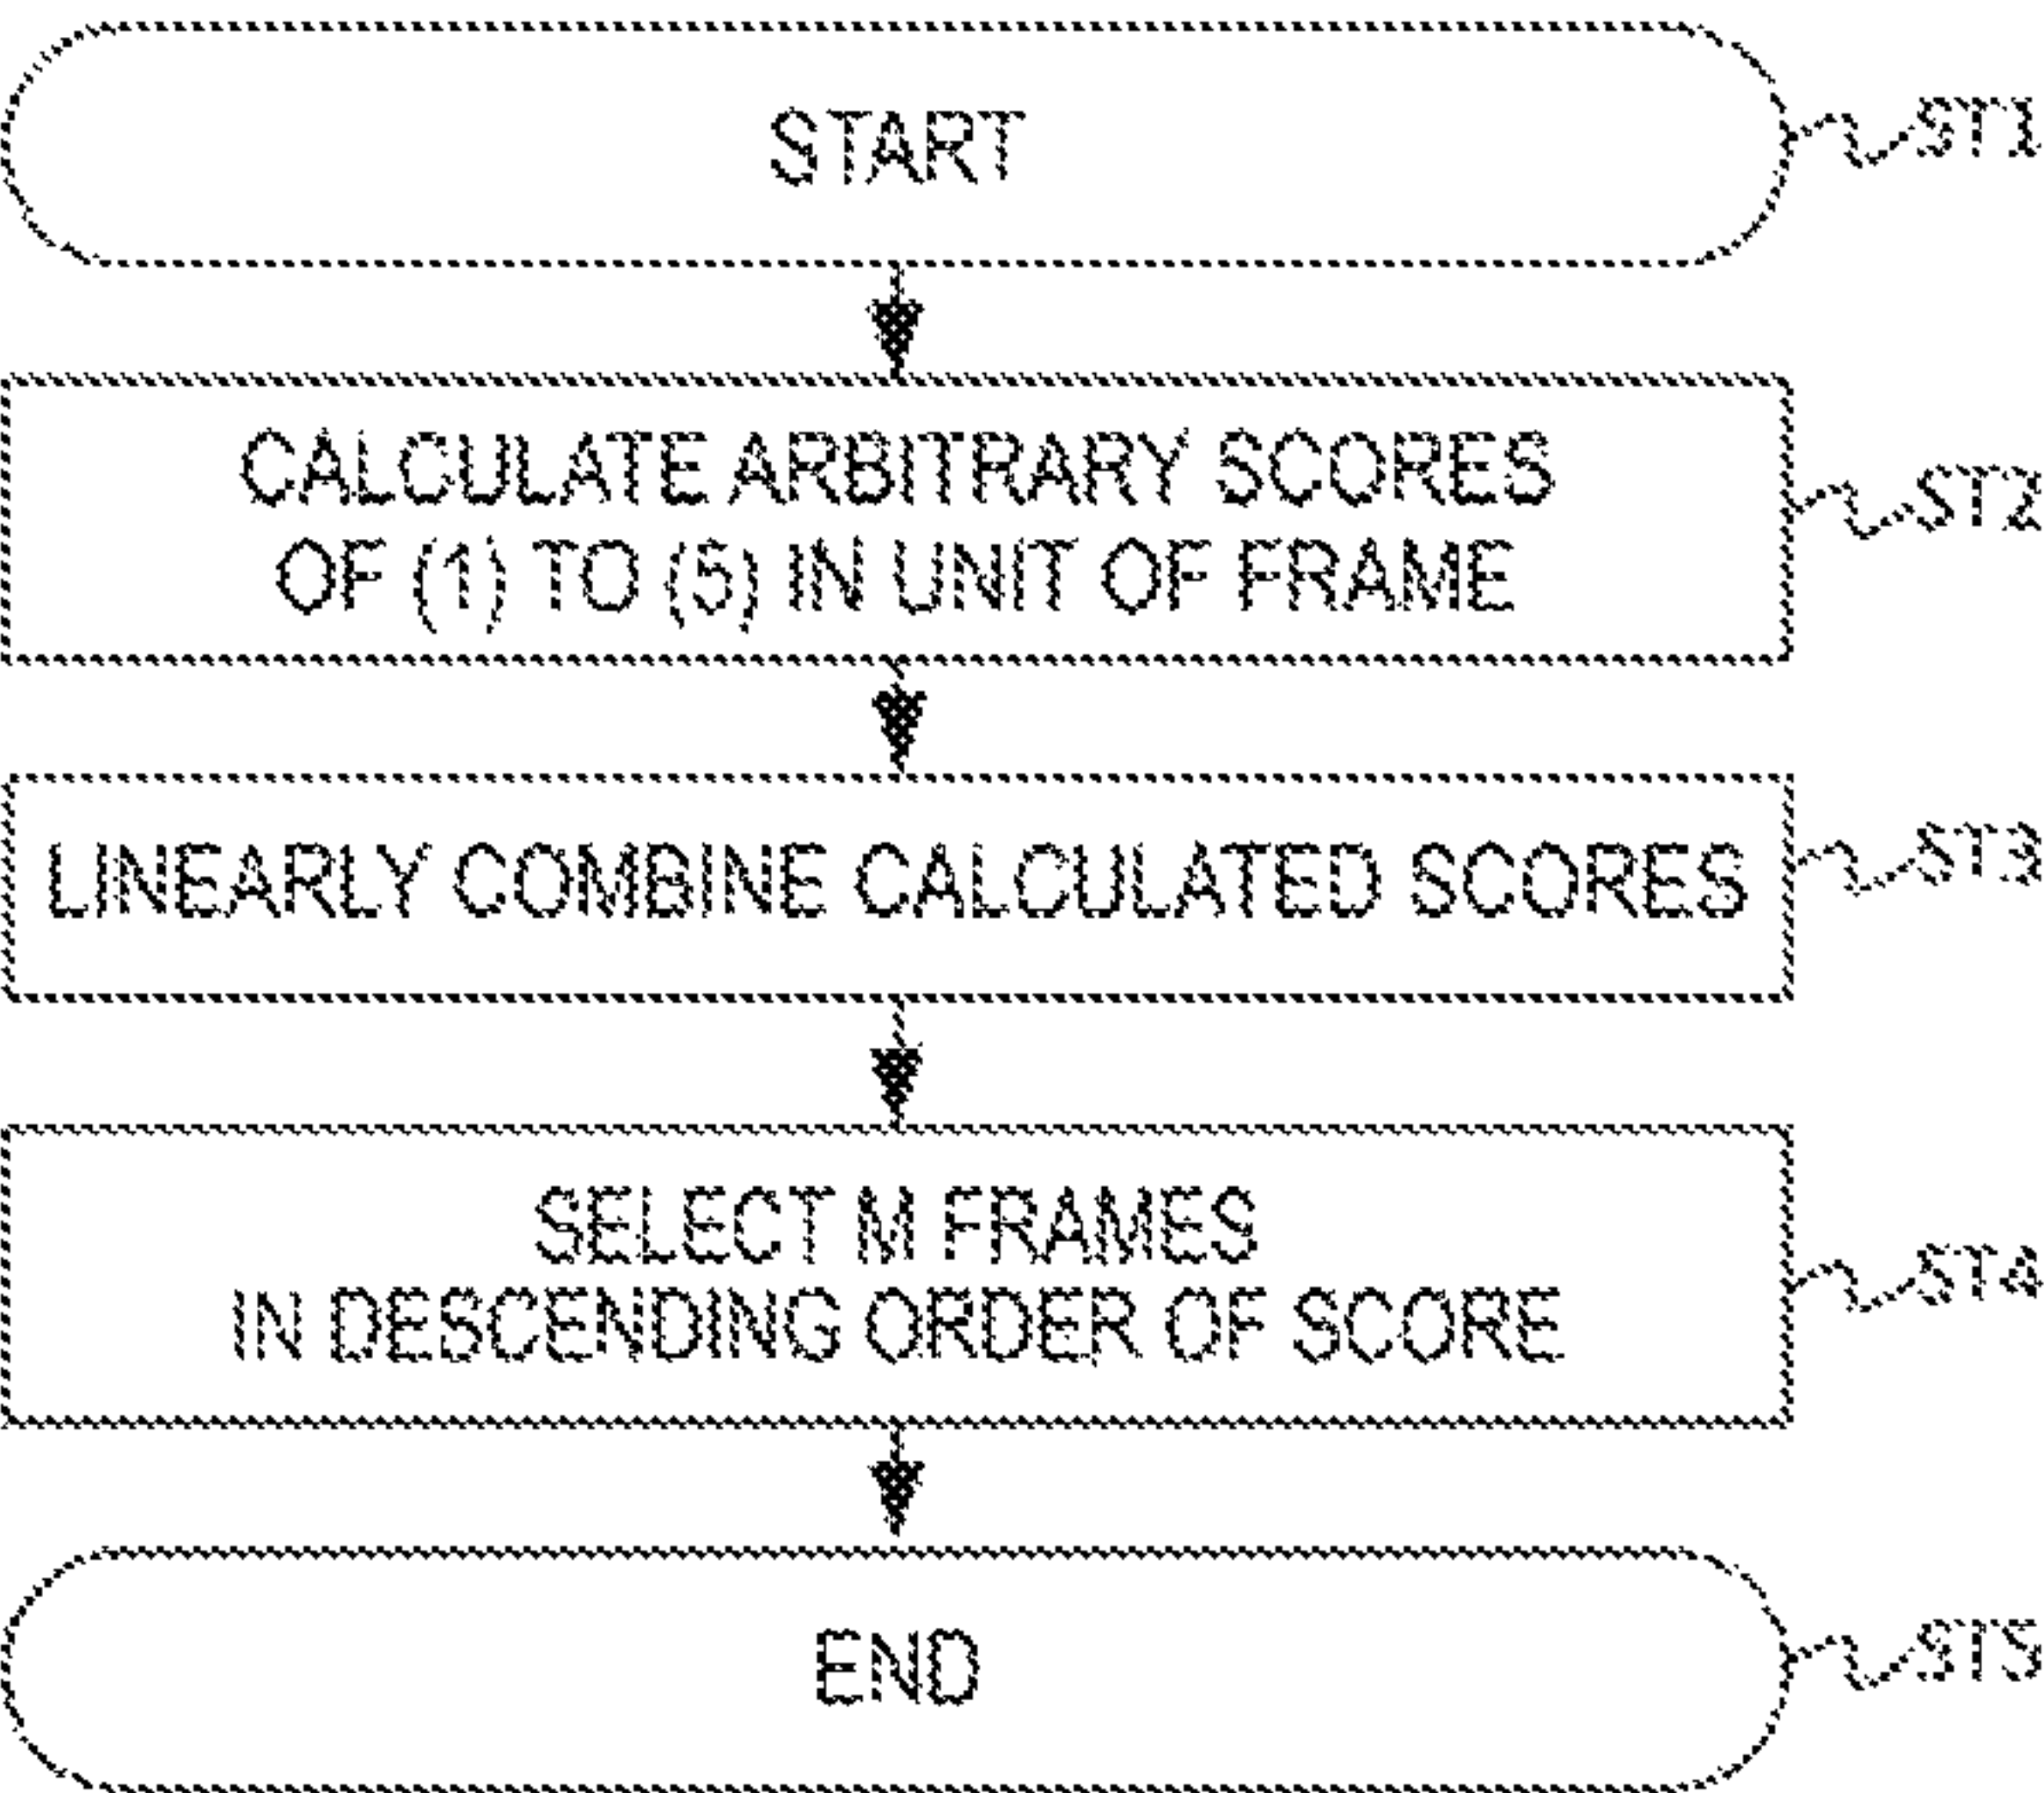 START
ST1
CALCULATE ARBITRARY SCORES
OF (1) TO (5) IN UNIT OF FRAME
ST2
LINEARLY COMBINE CALCULATED SCORES
ST3
SELECT M FRAMES
IN DESCENDING ORDER OF SCORE
ST4
END
ST5